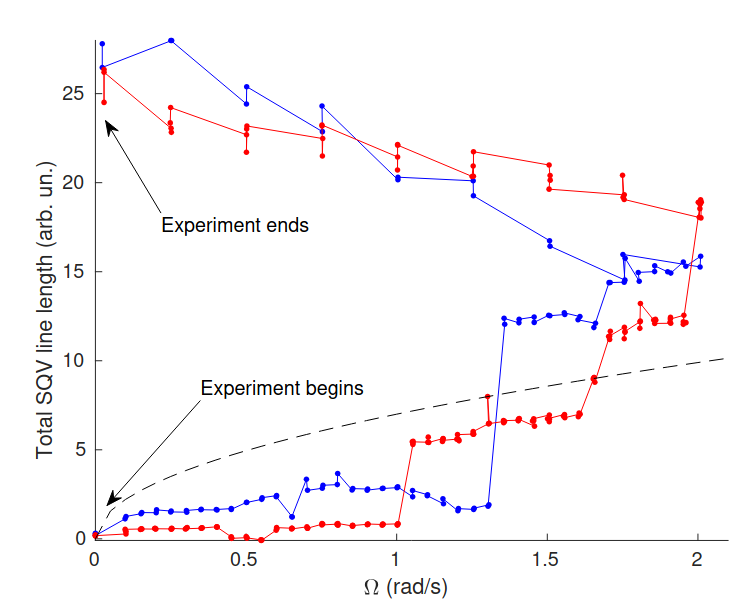 Total SQV line length (arb. un.)
25
20
15
10
5
0
Experiment ends
Experiment begins
0
0.5
1
1.5
2
Ω (rad/s)